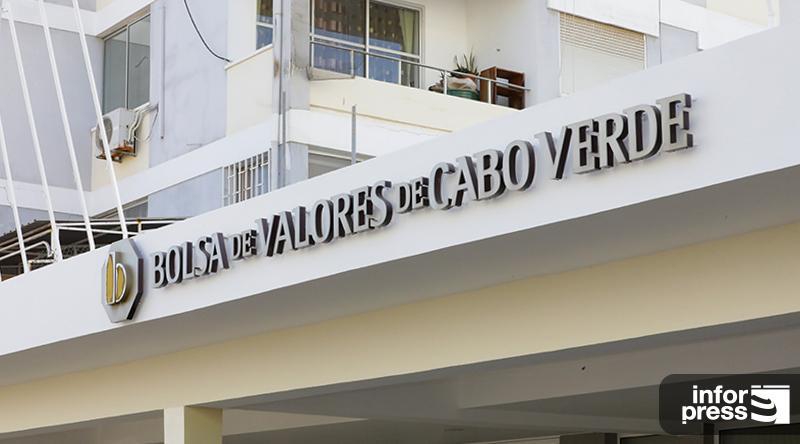 b BOLSA DE VALORES DE CABO VERDE
infor
press